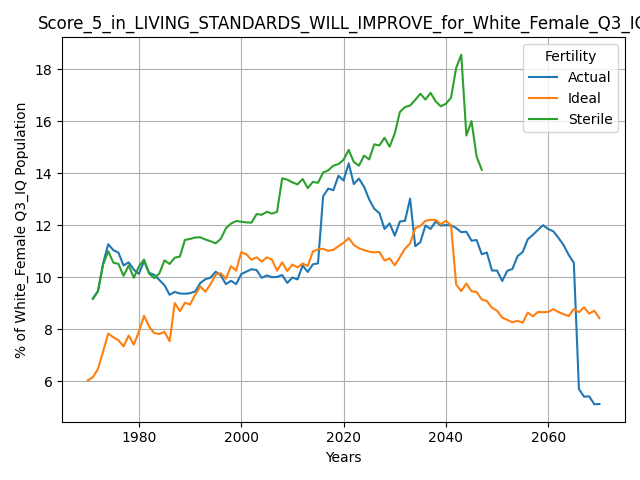 Score_5_in_LIVING_STANDARDS_WILL_IMPROVE_for_White_Female_Q3_IQ
Fertility
Actual
Ideal
Sterile
% of White_Female Q3_IQ Population
18
16
14
12
10
8
6
1980 2000 2020 2040 2060
Years